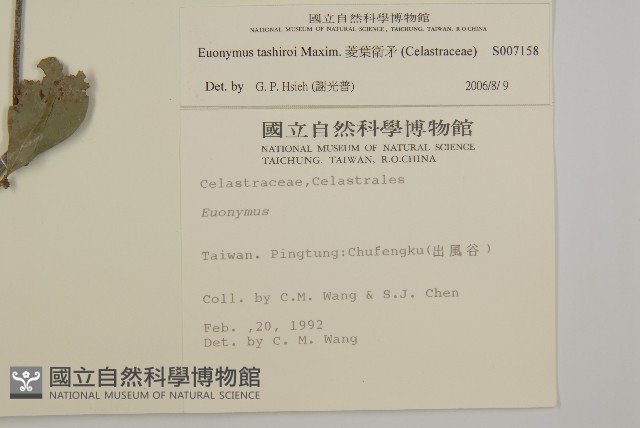 國立自然科學博物館
NATIONAL MUSEUM OF NATURAL SCIENCE, TAICHUNG, TAIWAN, R.O.CHINA
Euonymus tashiroi Maxim. 菱葉衛矛 (Celastraceae) S007158
Det. by G. P. Hsieh (謝光普) 2006/8/ 9
國立自然科學博物館
NATIONAL MUSEUM OF NATURAL SCIENCE
TAICHUNG, TAIWAN, R.O.CHINA
Celastraceae,Celastrales
Euonymus
Taiwan. Pingtung:Chufengku(出風谷)
Coll. by C.M. Wang & S.J. Chen
Feb. ,20, 1992
Det. by C. M. Wang
國立自然科學博物館
NATIONAL MUSEUM OF NATURAL SCIENCE